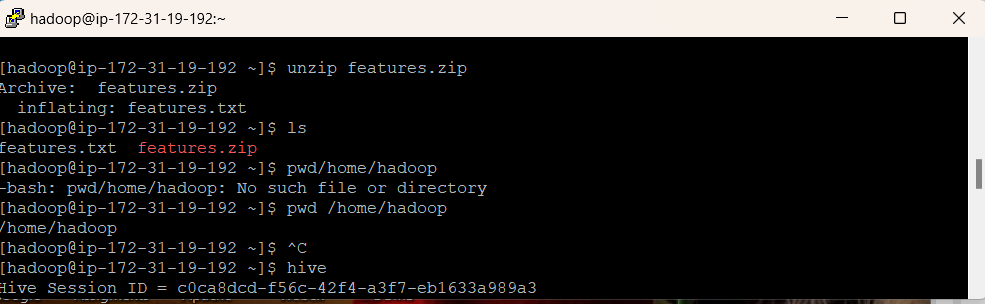 hadoop@ip-172-31-19-192:~
[hadoop@ip-172-31-19-192 ~]$ unzip features.zip
Archive:  features.zip
  inflating: features.txt
[hadoop@ip-172-31-19-192 ~]$ ls
features.txt  features.zip
[hadoop@ip-172-31-19-192 ~]$ pwd/home/hadoop
-bash: pwd/home/hadoop: No such file or directory
[hadoop@ip-172-31-19-192 ~]$ pwd /home/hadoop
/home/hadoop
[hadoop@ip-172-31-19-192 ~]$ ^C
[hadoop@ip-172-31-19-192 ~]$ hive
Hive Session ID = c0ca8dcd-f56c-42f4-a3f7-eb1633a989a3